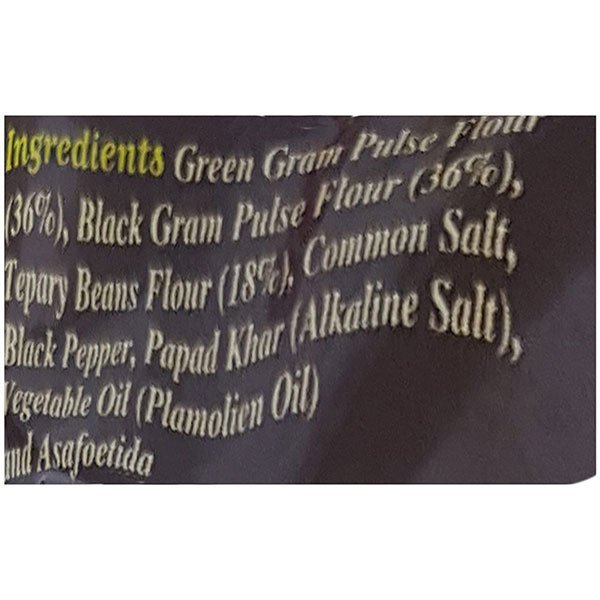 Ingredients Green Gram Pulse Flour
(36%), Black Gram Pulse Flour (36%),
Tepary Beans Flour (18%), Common Salt,
Black Pepper, Papad Khar (Alkaline Salt),
Vegetable Oil (Plamolien Oil)
and Asafoetida